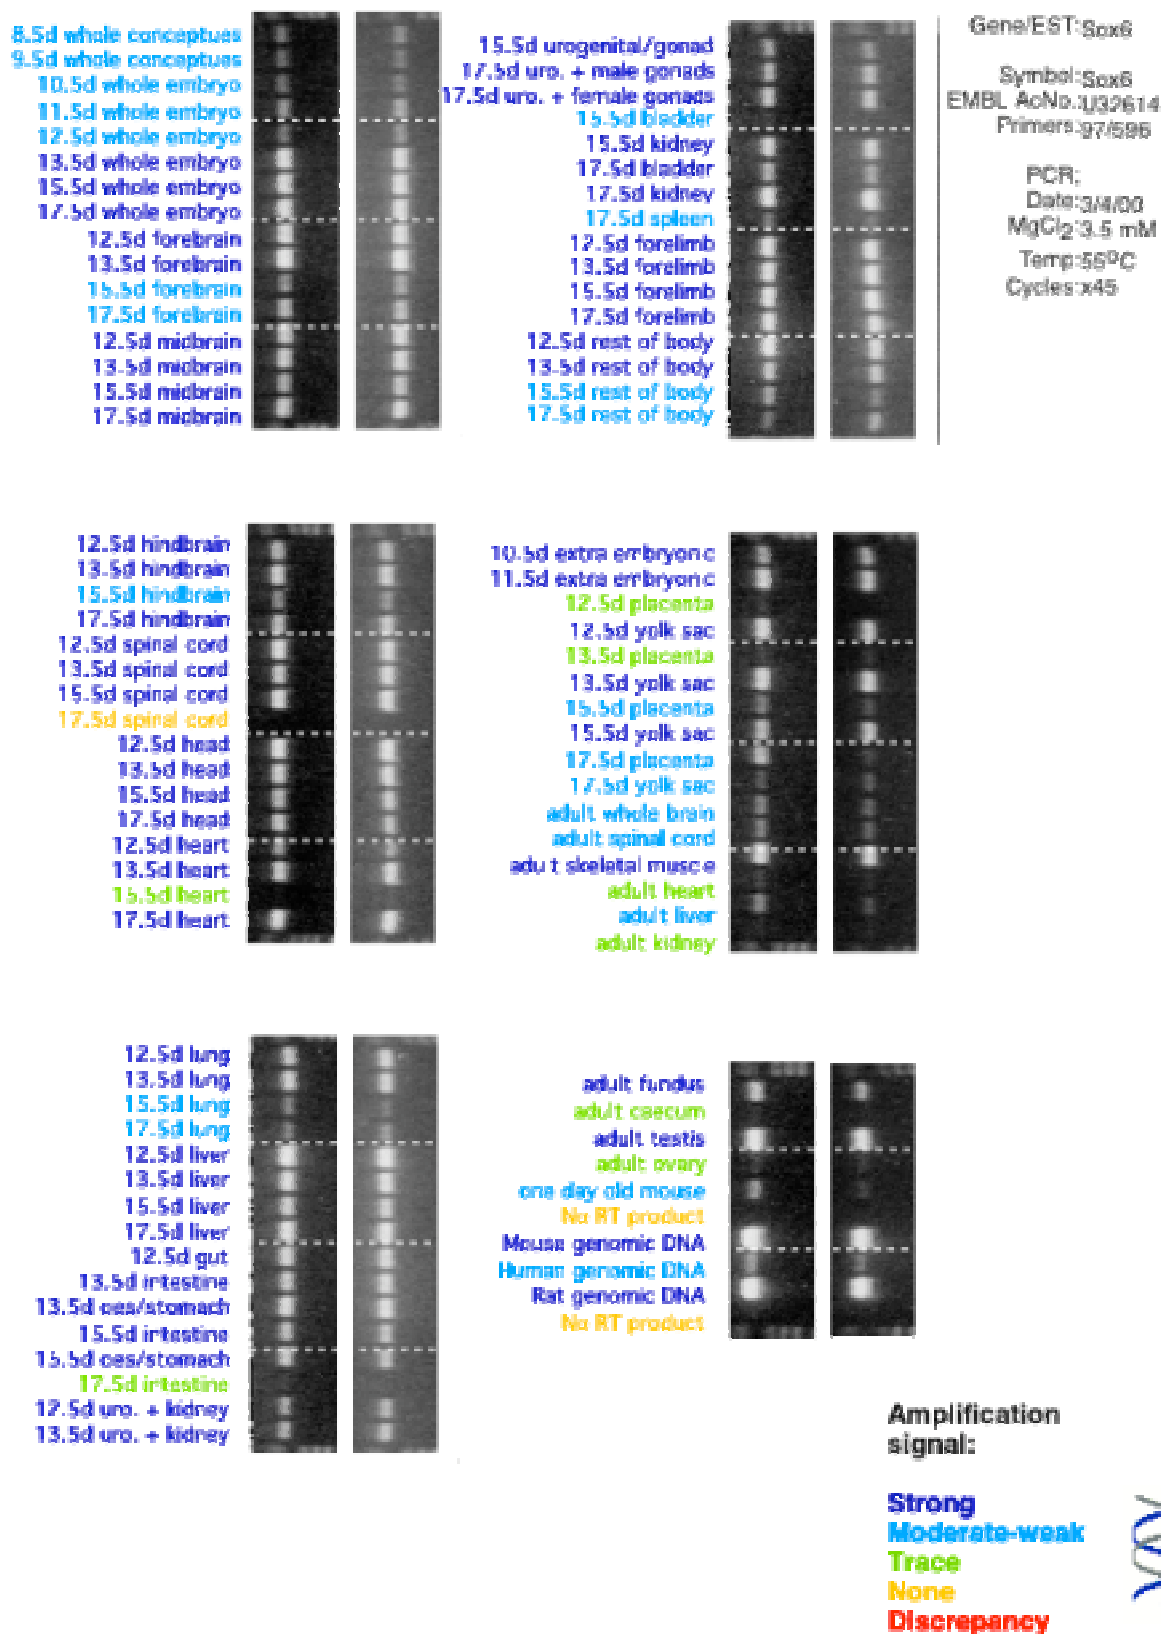 8.5d whole conceptues
9.5d whole conceptues
10.5d whole embryo
11.5d whole embryo
12.5d whole embryo
13.5d whole embryo
15.5d whole embryo
17.5d whole embryo
12.5d forebrain
13.5d forebrain
15.5d forebrain
17.5d forebrain
12.5d midbrain
13.5d midbrain
15.5d midbrain
17.5d midbrain
15.5d urogenital/gonad
17.5d uro. + male gonads
17.5d uro. + female gonads
15.5d bladder
15.5d kidney
17.5d bladder
17.5d kidney
17.5d spleen
12.5d forelimb
13.5d forelimb
15.5d forelimb
17.5d forelimb
12.5d rest of body
13.5d rest of body
15.5d rest of body
17.5d rest of body
Gene/EST: Sox6
Symbol: Sox6
EMBL AcNo.: U32614
Primers: 97/596
PCR:
Date: 3/4/00
MgCl2: 3.5 mM
Temp: 55ºC
Cycles: x45
12.5d hindbrain
13.5d hindbrain
15.5d hindbrain
17.5d hindbrain
12.5d spinal cord
13.5d spinal cord
15.5d spinal cord
17.5d spinal cord
12.5d head
13.5d head
15.5d head
17.5d head
12.5d heart
13.5d heart
15.5d heart
17.5d heart
10.5d extra embryonic
11.5d extra embryonic
12.5d placenta
12.5d yolk sac
13.5d placenta
13.5d yolk sac
15.5d placenta
15.5d yolk sac
17.5d placenta
17.5d yolk sac
adult whole brain
adult spinal cord
adult skeletal muscle
adult heart
adult liver
adult kidney
12.5d lung
13.5d lung
15.5d lung
17.5d lung
12.5d liver
13.5d liver
15.5d liver
17.5d liver
12.5d gut
13.5d intestine
13.5d oes/stomach
15.5d intestine
15.5d oes/stomach
17.5d intestine
12.5d uro. + kidney
13.5d uro. + kidney
adult fundus
adult caecum
adult testis
adult ovary
one day old mouse
No RT product
Mouse genomic DNA
Human genomic DNA
Rat genomic DNA
No RT product
Amplification
signal:
Strong
Moderate-weak
Trace
None
Discrepancy